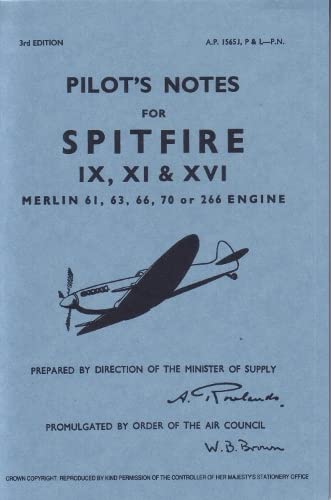 3rd EDITION A.P. 1565J, P & L—P.N.
PILOT'S NOTES
FOR
SPITFIRE
IX, XI & XVI
MERLIN 61, 63, 66, 70 or 266 ENGINE
PREPARED BY DIRECTION OF THE MINISTER OF SUPPLY
A. Rowlands
PROMULGATED BY ORDER OF THE AIR COUNCIL
W. B. Brown
CROWN COPYRIGHT: REPRODUCED BY KIND PERMISSION OF THE CONTROLLER OF HER MAJESTY'S STATIONERY OFFICE